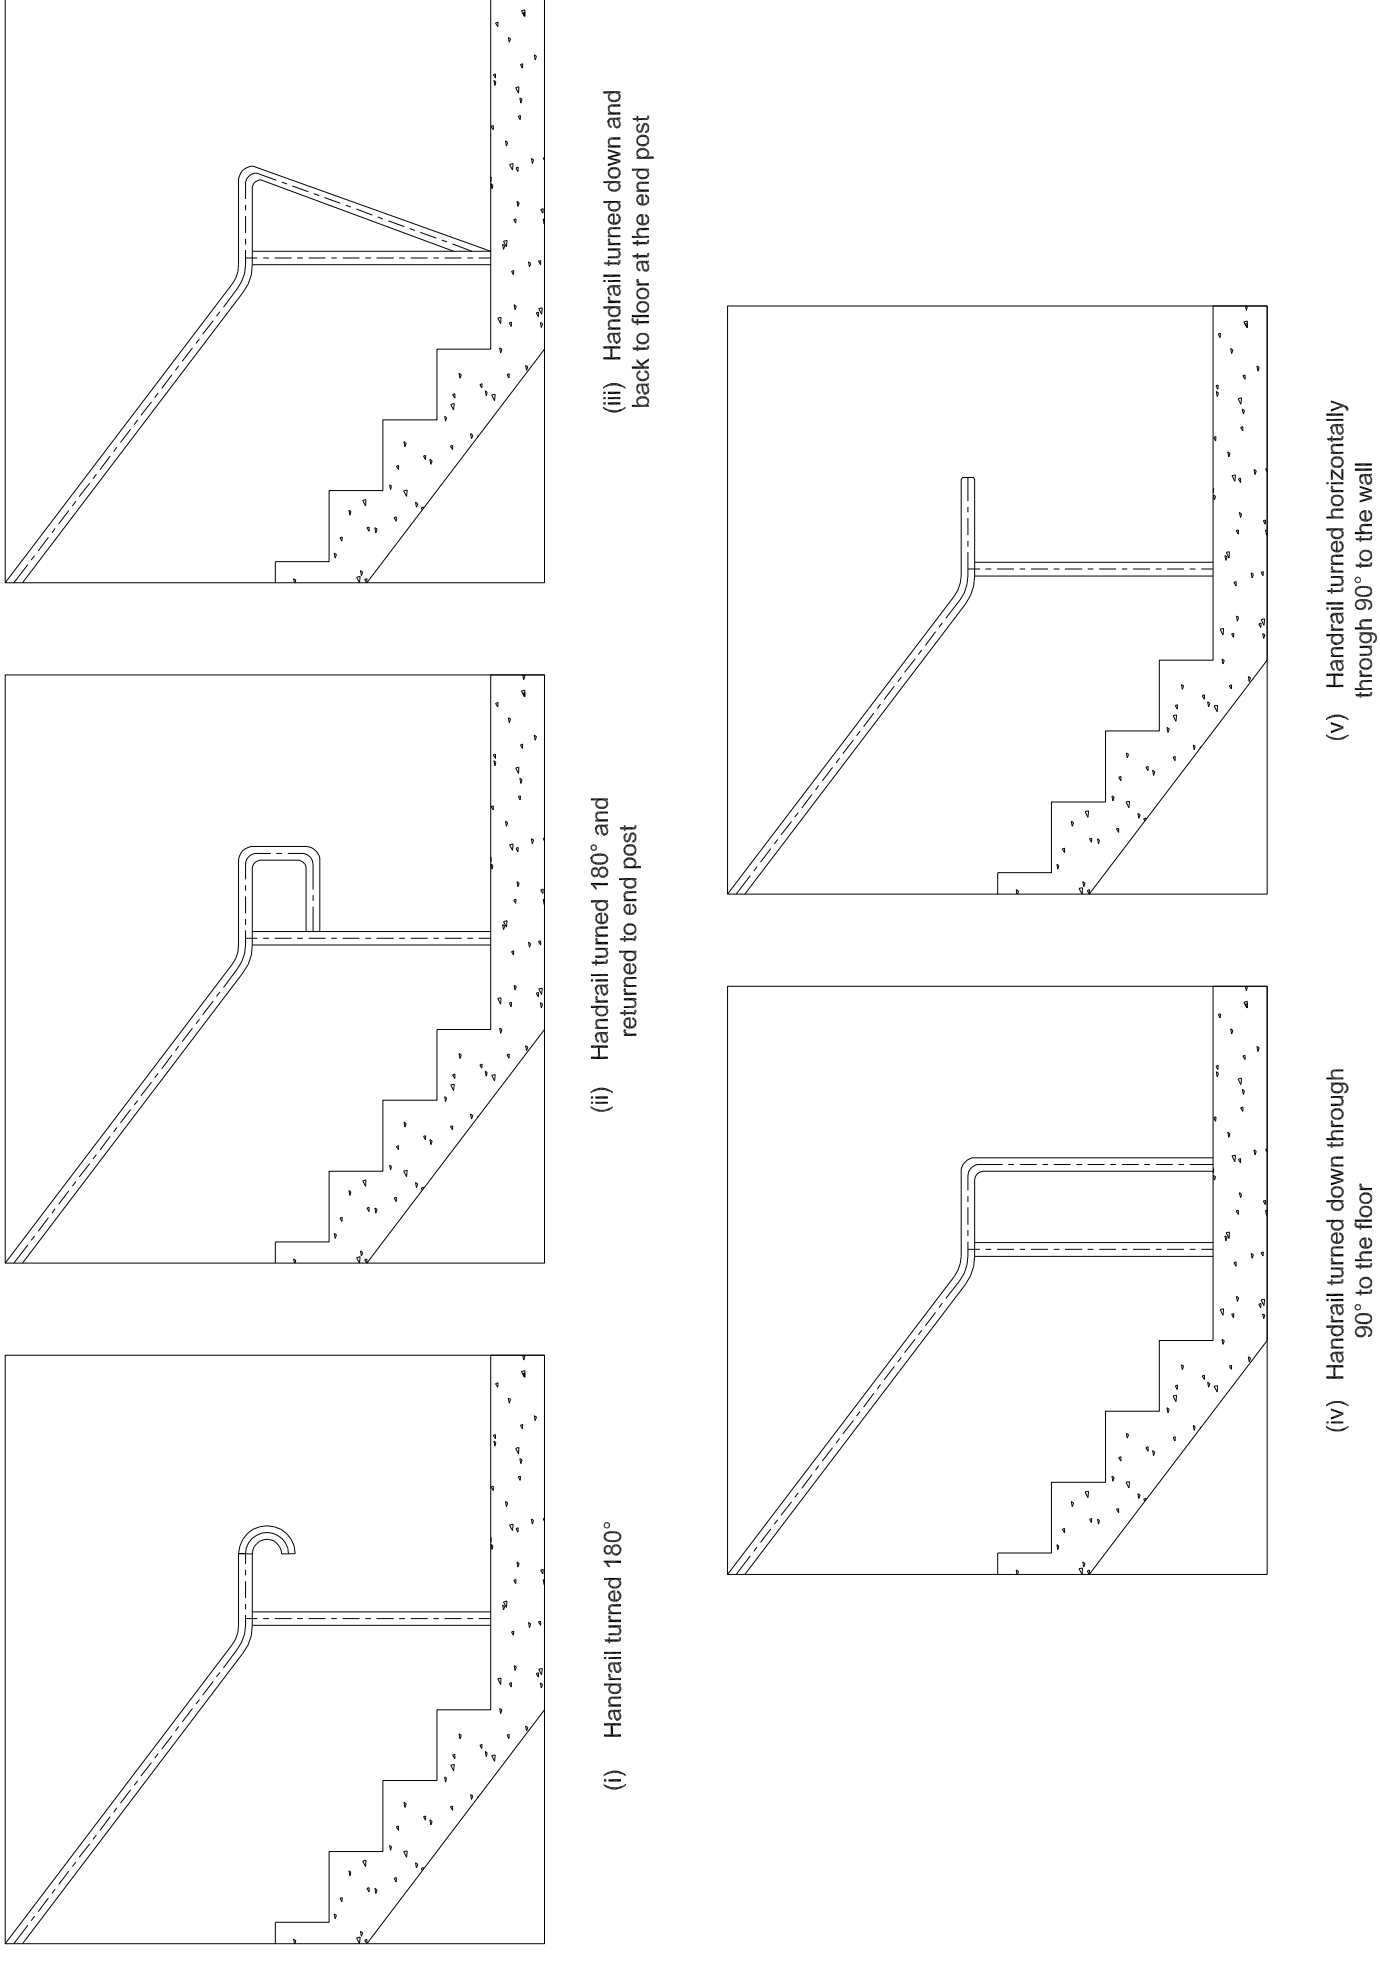 (i) Handrail turned 180°
(ii) Handrail turned 180° and
returned to end post
(iii) Handrail turned down and
back to floor at the end post
(iv) Handrail turned down through
90° to the floor
(v) Handrail turned horizontally
through 90° to the wall